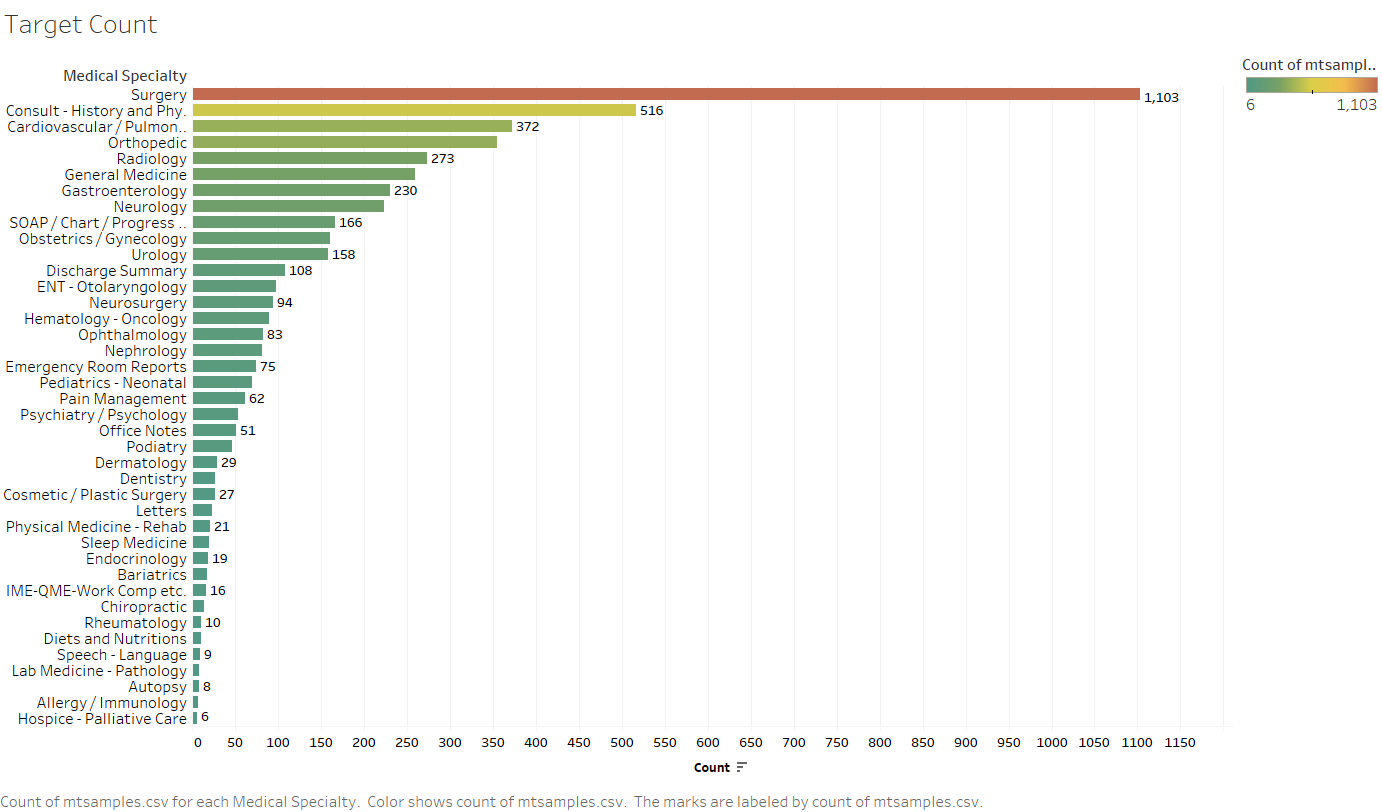 Target Count
Medical Specialty
Count of mtsampl..
6 1,103
Surgery 1,103
Consult - History and Phy. 516
Cardiovascular / Pulmon.. 372
Orthopedic
Radiology 273
General Medicine
Gastroenterology 230
Neurology
SOAP / Chart / Progress .. 166
Obstetrics / Gynecology
Urology 158
Discharge Summary 108
ENT - Otolaryngology
Neurosurgery 94
Hematology - Oncology
Ophthalmology 83
Nephrology
Emergency Room Reports 75
Pediatrics - Neonatal
Pain Management 62
Psychiatry / Psychology
Office Notes 51
Podiatry
Dermatology 29
Dentistry
Cosmetic / Plastic Surgery 27
Letters
Physical Medicine - Rehab 21
Sleep Medicine
Endocrinology 19
Bariatrics
IME-QME-Work Comp etc. 16
Chiropractic
Rheumatology 10
Diets and Nutritions
Speech - Language 9
Lab Medicine - Pathology
Autopsy 8
Allergy / Immunology
Hospice - Palliative Care 6
0 50 100 150 200 250 300 350 400 450 500 550 600 650 700 750 800 850 900 950 1000 1050 1100 1150
Count
Count of mtsamples.csv for each Medical Specialty. Color shows count of mtsamples.csv. The marks are labeled by count of mtsamples.csv.